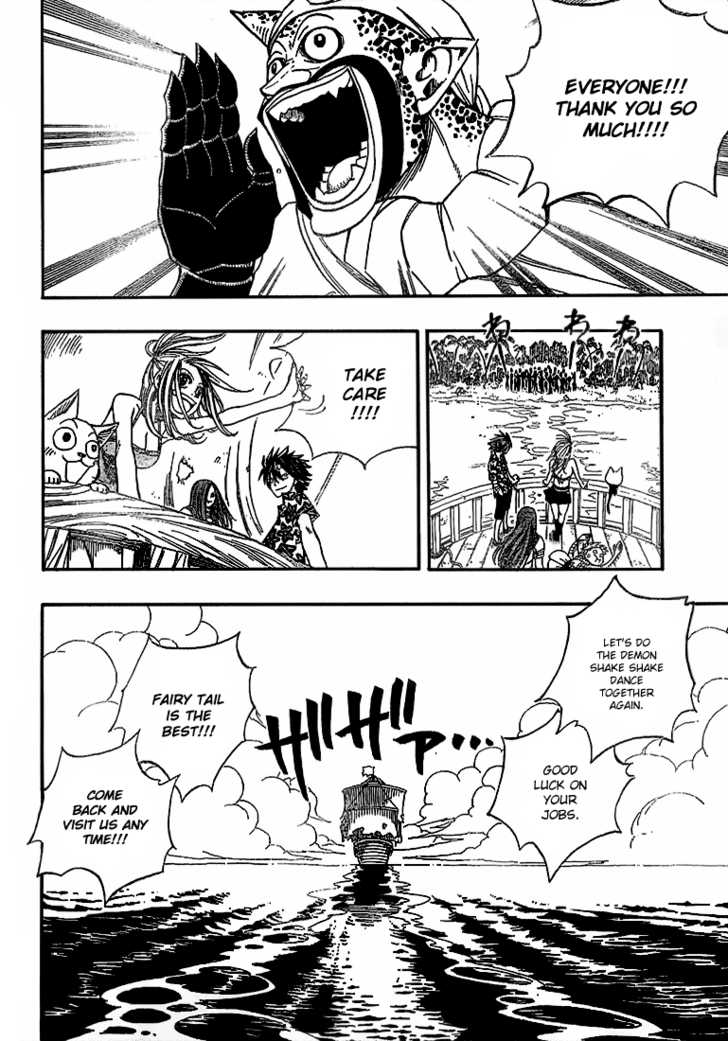 EVERYONE!!!
THANK YOU SO
MUCH!!!!
わ わ わ
TAKE
CARE
!!!!
LET'S DO
THE DEMON
SHAKE SHAKE
DANCE
TOGETHER
AGAIN.
GOOD
LUCK ON
YOUR
JOBS.
FAIRY TAIL
IS THE
BEST!!!
COME
BACK AND
VISIT US ANY
TIME!!!
ザザァ…